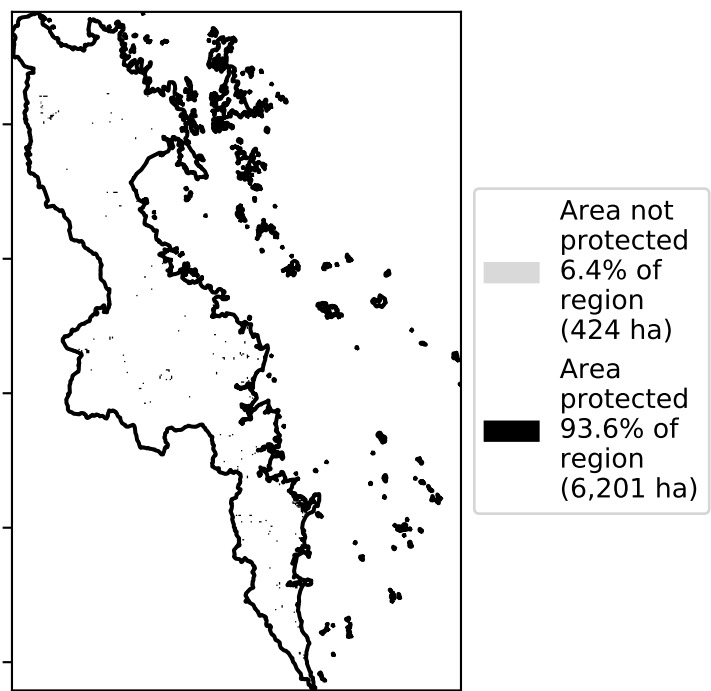 Area not
protected
6.4% of
region
(424 ha)
Area
protected
93.6% of
region
(6,201 ha)